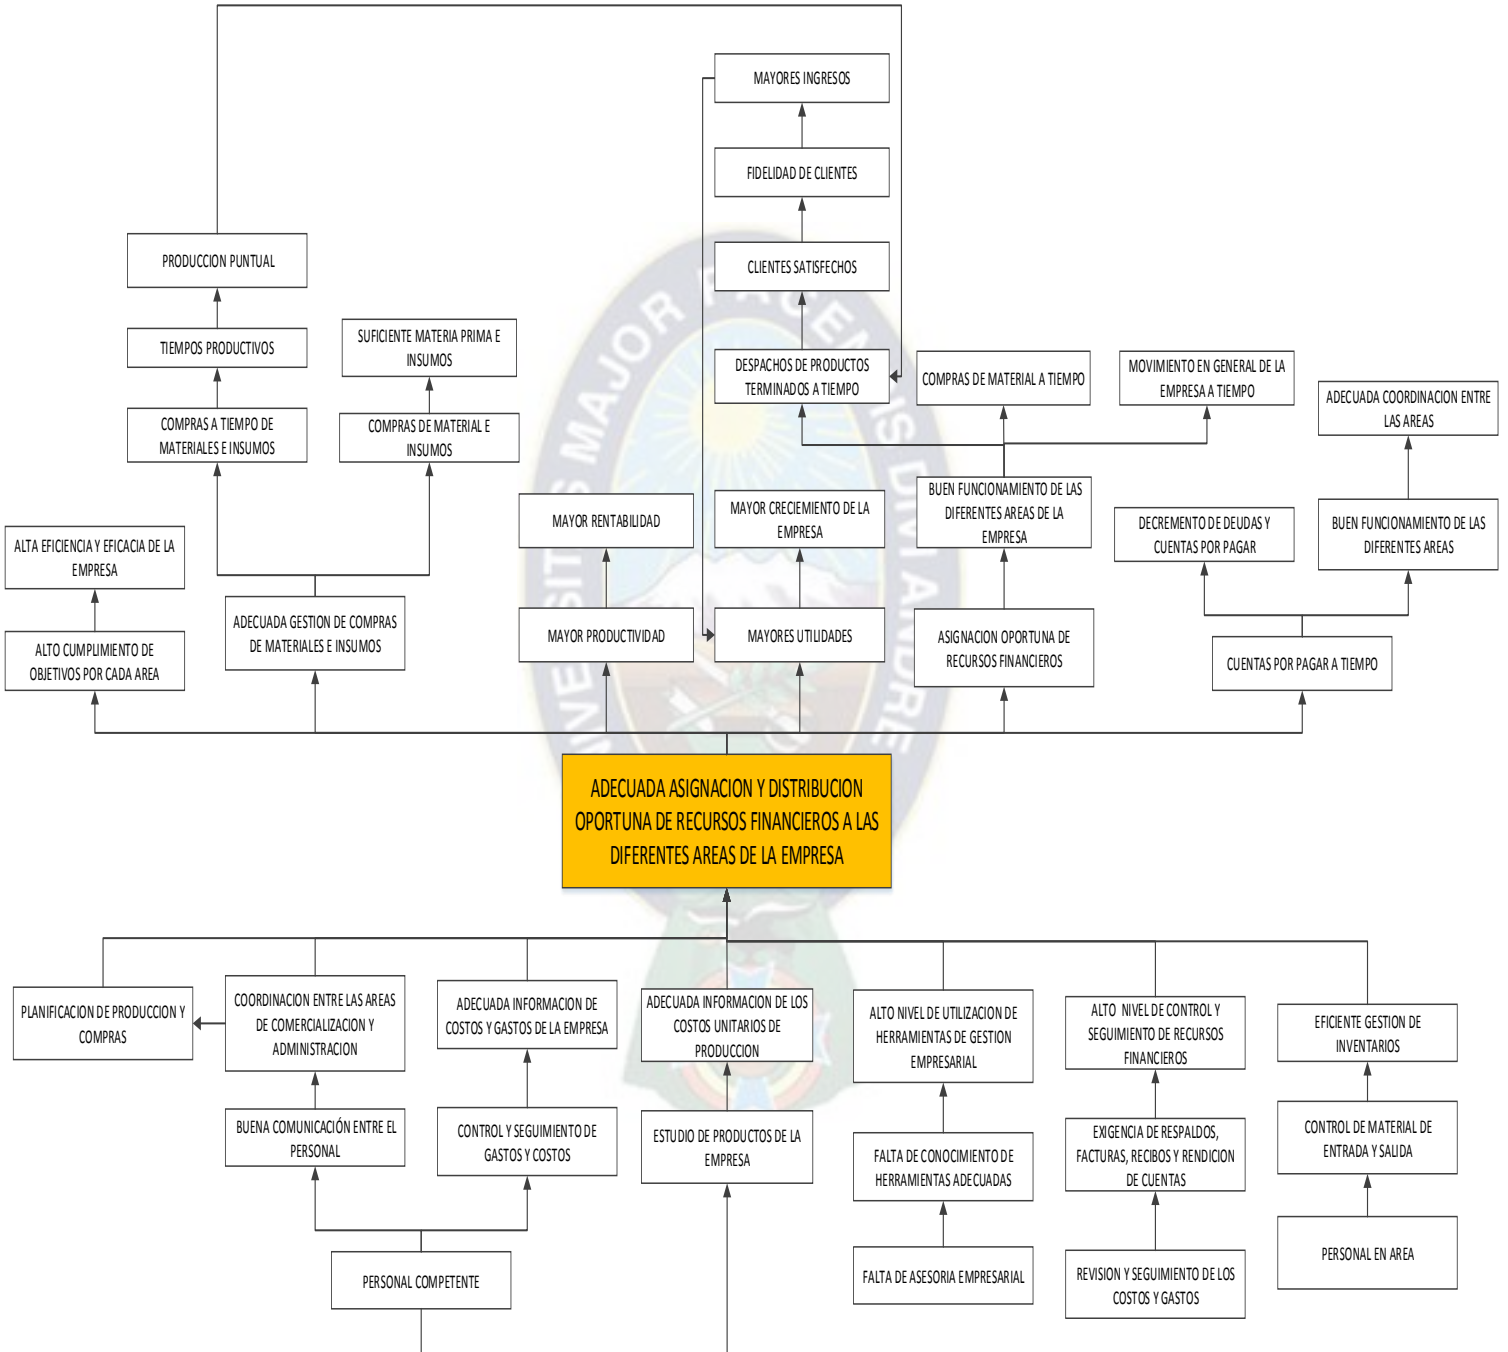 MAYORES INGRESOS
FIDELIDAD DE CLIENTES
PRODUCCION PUNTUAL
CLIENTES SATISFECHOS
TIEMPOS PRODUCTIVOS
SUFICIENTE MATERIA PRIMA E
INSUMOS
DESPACHOS DE PRODUCTOS
TERMINADOS A TIEMPO
COMPRAS DE MATERIAL A TIEMPO
MOVIMIENTO EN GENERAL DE LA
EMPRESA A TIEMPO
ADECUADA COORDINACION ENTRE
LAS AREAS
COMPRAS A TIEMPO DE
MATERIALES E INSUMOS
COMPRAS DE MATERIAL E
INSUMOS
MAYOR RENTABILIDAD
MAYOR CRECIEMIENTO DE LA
EMPRESA
BUEN FUNCIONAMIENTO DE LAS
DIFERENTES AREAS DE LA
EMPRESA
DECREMENTO DE DEUDAS Y
CUENTAS POR PAGAR
BUEN FUNCIONAMIENTO DE LAS
DIFERENTES AREAS
ALTA EFICIENCIA Y EFICACIA DE LA
EMPRESA
ADECUADA GESTION DE COMPRAS
DE MATERIALES E INSUMOS
ALTO CUMPLIMIENTO DE
OBJETIVOS POR CADA AREA
MAYOR PRODUCTIVIDAD
MAYORES UTILIDADES
ASIGNACION OPORTUNA DE
RECURSOS FINANCIEROS
CUENTAS POR PAGAR A TIEMPO
ADECUADA ASIGNACION Y DISTRIBUCION
OPORTUNA DE RECURSOS FINANCIEROS A LAS
DIFERENTES AREAS DE LA EMPRESA
PLANIFICACION DE PRODUCCION Y
COMPRAS
COORDINACION ENTRE LAS AREAS
DE COMERCIALIZACION Y
ADMINISTRACION
ADECUADA INFORMACION DE
COSTOS Y GASTOS DE LA EMPRESA
ADECUADA INFORMACION DE LOS
COSTOS UNITARIOS DE
PRODUCCION
ALTO NIVEL DE UTILIZACION DE
HERRAMIENTAS DE GESTION
EMPRESARIAL
ALTO NIVEL DE CONTROL Y
SEGUIMIENTO DE RECURSOS
FINANCIEROS
EFICIENTE GESTION DE
INVENTARIOS
BUENA COMUNICACIÓN ENTRE EL
PERSONAL
CONTROL Y SEGUIMIENTO DE
GASTOS Y COSTOS
ESTUDIO DE PRODUCTOS DE LA
EMPRESA
FALTA DE CONOCIMIENTO DE
HERRAMIENTAS ADECUADAS
EXIGENCIA DE RESPALDOS,
FACTURAS, RECIBOS Y RENDICION
DE CUENTAS
CONTROL DE MATERIAL DE
ENTRADA Y SALIDA
PERSONAL COMPETENTE
FALTA DE ASESORIA EMPRESARIAL
REVISION Y SEGUIMIENTO DE LOS
COSTOS Y GASTOS
PERSONAL EN AREA